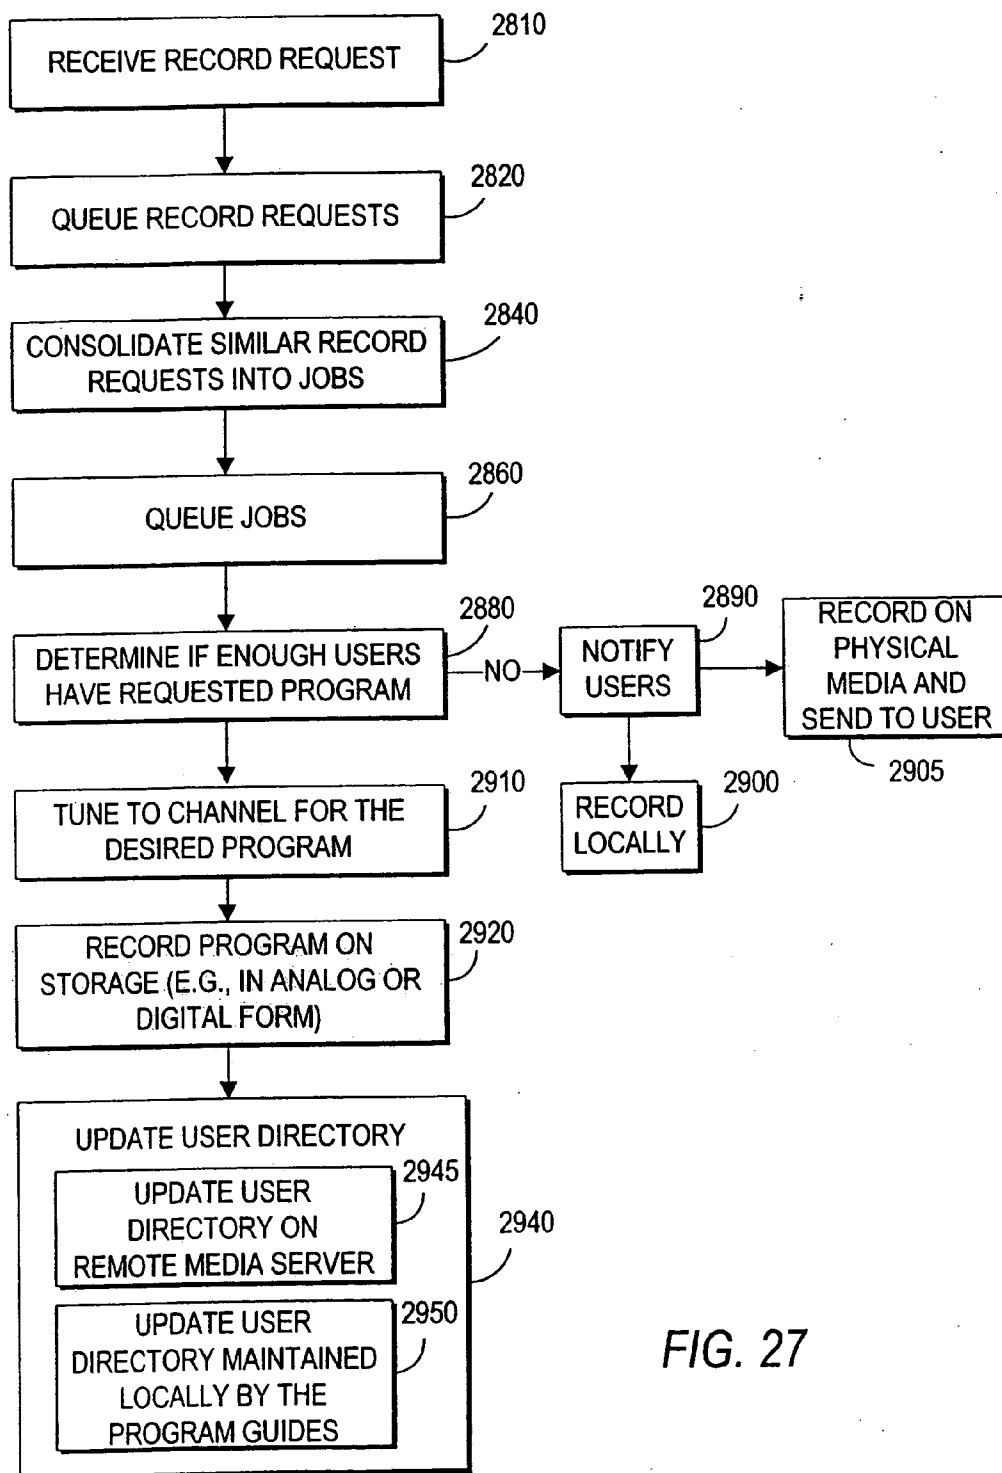 2810
RECEIVE RECORD REQUEST
2820
QUEUE RECORD REQUESTS
2840
CONSOLIDATE SIMILAR RECORD
REQUESTS INTO JOBS
2860
QUEUE JOBS
2880
DETERMINE IF ENOUGH USERS
HAVE REQUESTED PROGRAM
NO
2890
NOTIFY
USERS
RECORD ON
PHYSICAL
MEDIA AND
SEND TO USER
2905
2900
RECORD
LOCALLY
2910
TUNE TO CHANNEL FOR THE
DESIRED PROGRAM
2920
RECORD PROGRAM ON
STORAGE (E.G., IN ANALOG OR
DIGITAL FORM)
UPDATE USER DIRECTORY
2945
UPDATE USER
DIRECTORY ON
REMOTE MEDIA SERVER
2940
2950
UPDATE USER
DIRECTORY MAINTAINED
LOCALLY BY THE
PROGRAM GUIDES
FIG. 27